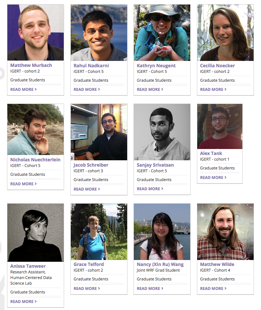 Matthew Murbach
IGERT - cohort 2
Graduate Students
READ MORE >
Rahul Nadkarni
IGERT - Cohort 5
Graduate Students
READ MORE >
Kathryn Neugent
IGERT - Cohort 5
Graduate Students
READ MORE >
Cecilia Noecker
IGERT - cohort 2
Graduate Students
READ MORE >
Nicholas Nuechterlein
IGERT - Cohort 5
Graduate Students
READ MORE >
Jacob Schreiber
IGERT - cohort 3
Graduate Students
READ MORE >
Sanjay Srivatsan
IGERT - Cohort 5
Graduate Students
READ MORE >
Alex Tank
IGERT - cohort 1
Graduate Students
READ MORE >
Anissa Tanweer
Research Assistant,
Human-Centered Data
Science Lab
Graduate Students
READ MORE >
Grace Telford
IGERT - cohort 2
Graduate Students
READ MORE >
Nancy (Xin Ru) Wang
Joint WRF Grad Student
Graduate Students
READ MORE >
Matthew Wilde
IGERT - Cohort 4
Graduate Students
READ MORE >